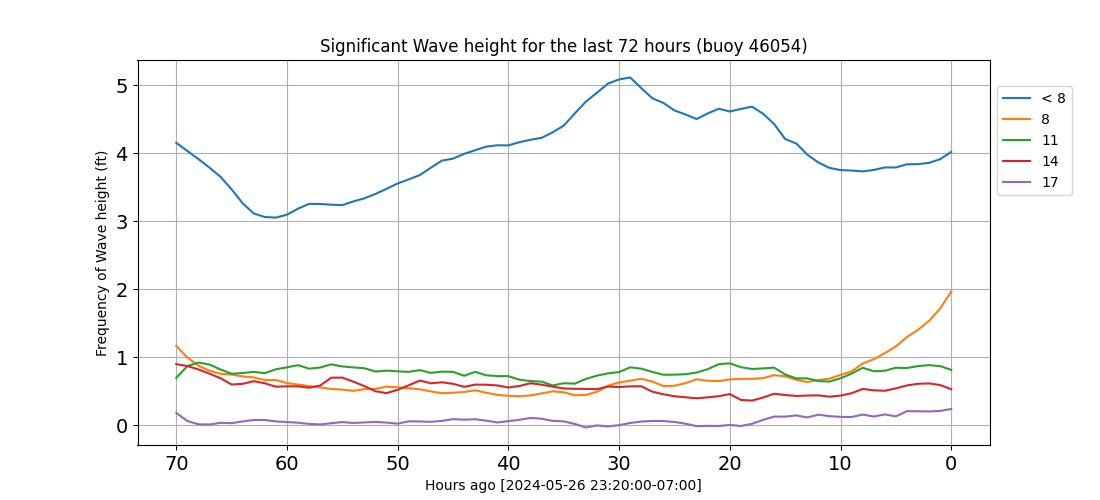 Significant Wave height for the last 72 hours (buoy 46054)
Frequency of Wave height (ft)
5
4
3
2
1
0
70 60 50 40 30 20 10 0
Hours ago [2024-05-26 23:20:00-07:00]
< 8
8
11
14
17